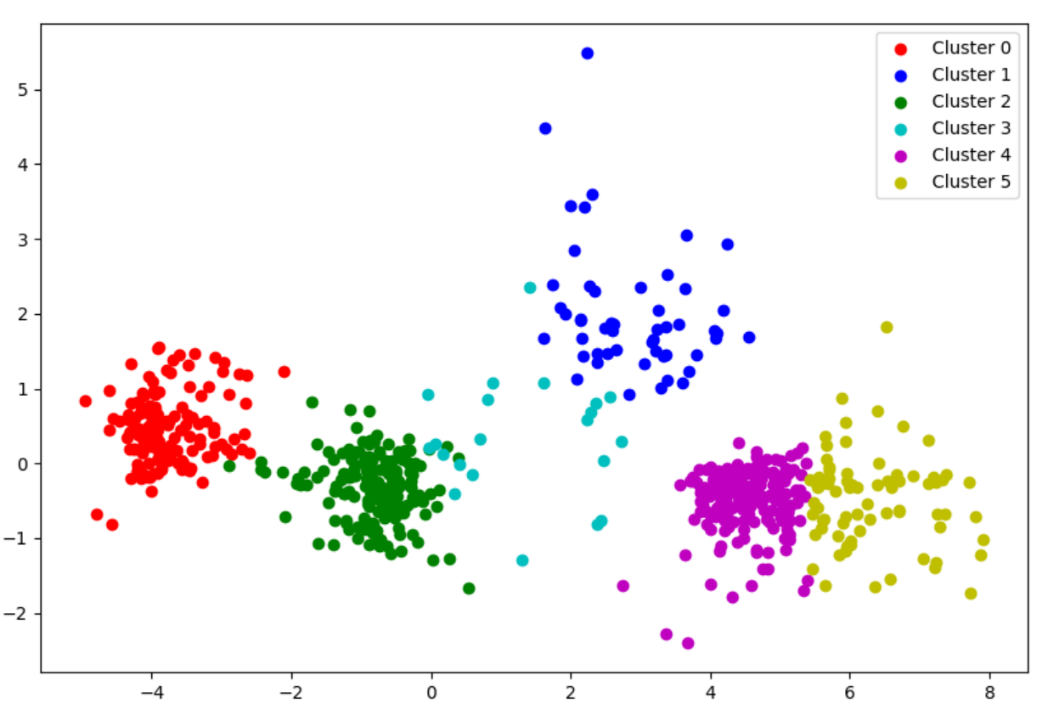 Cluster 0
Cluster 1
Cluster 2
Cluster 3
Cluster 4
Cluster 5
5
4
3
2
1
0
−1
−2
−4 −2 0 2 4 6 8